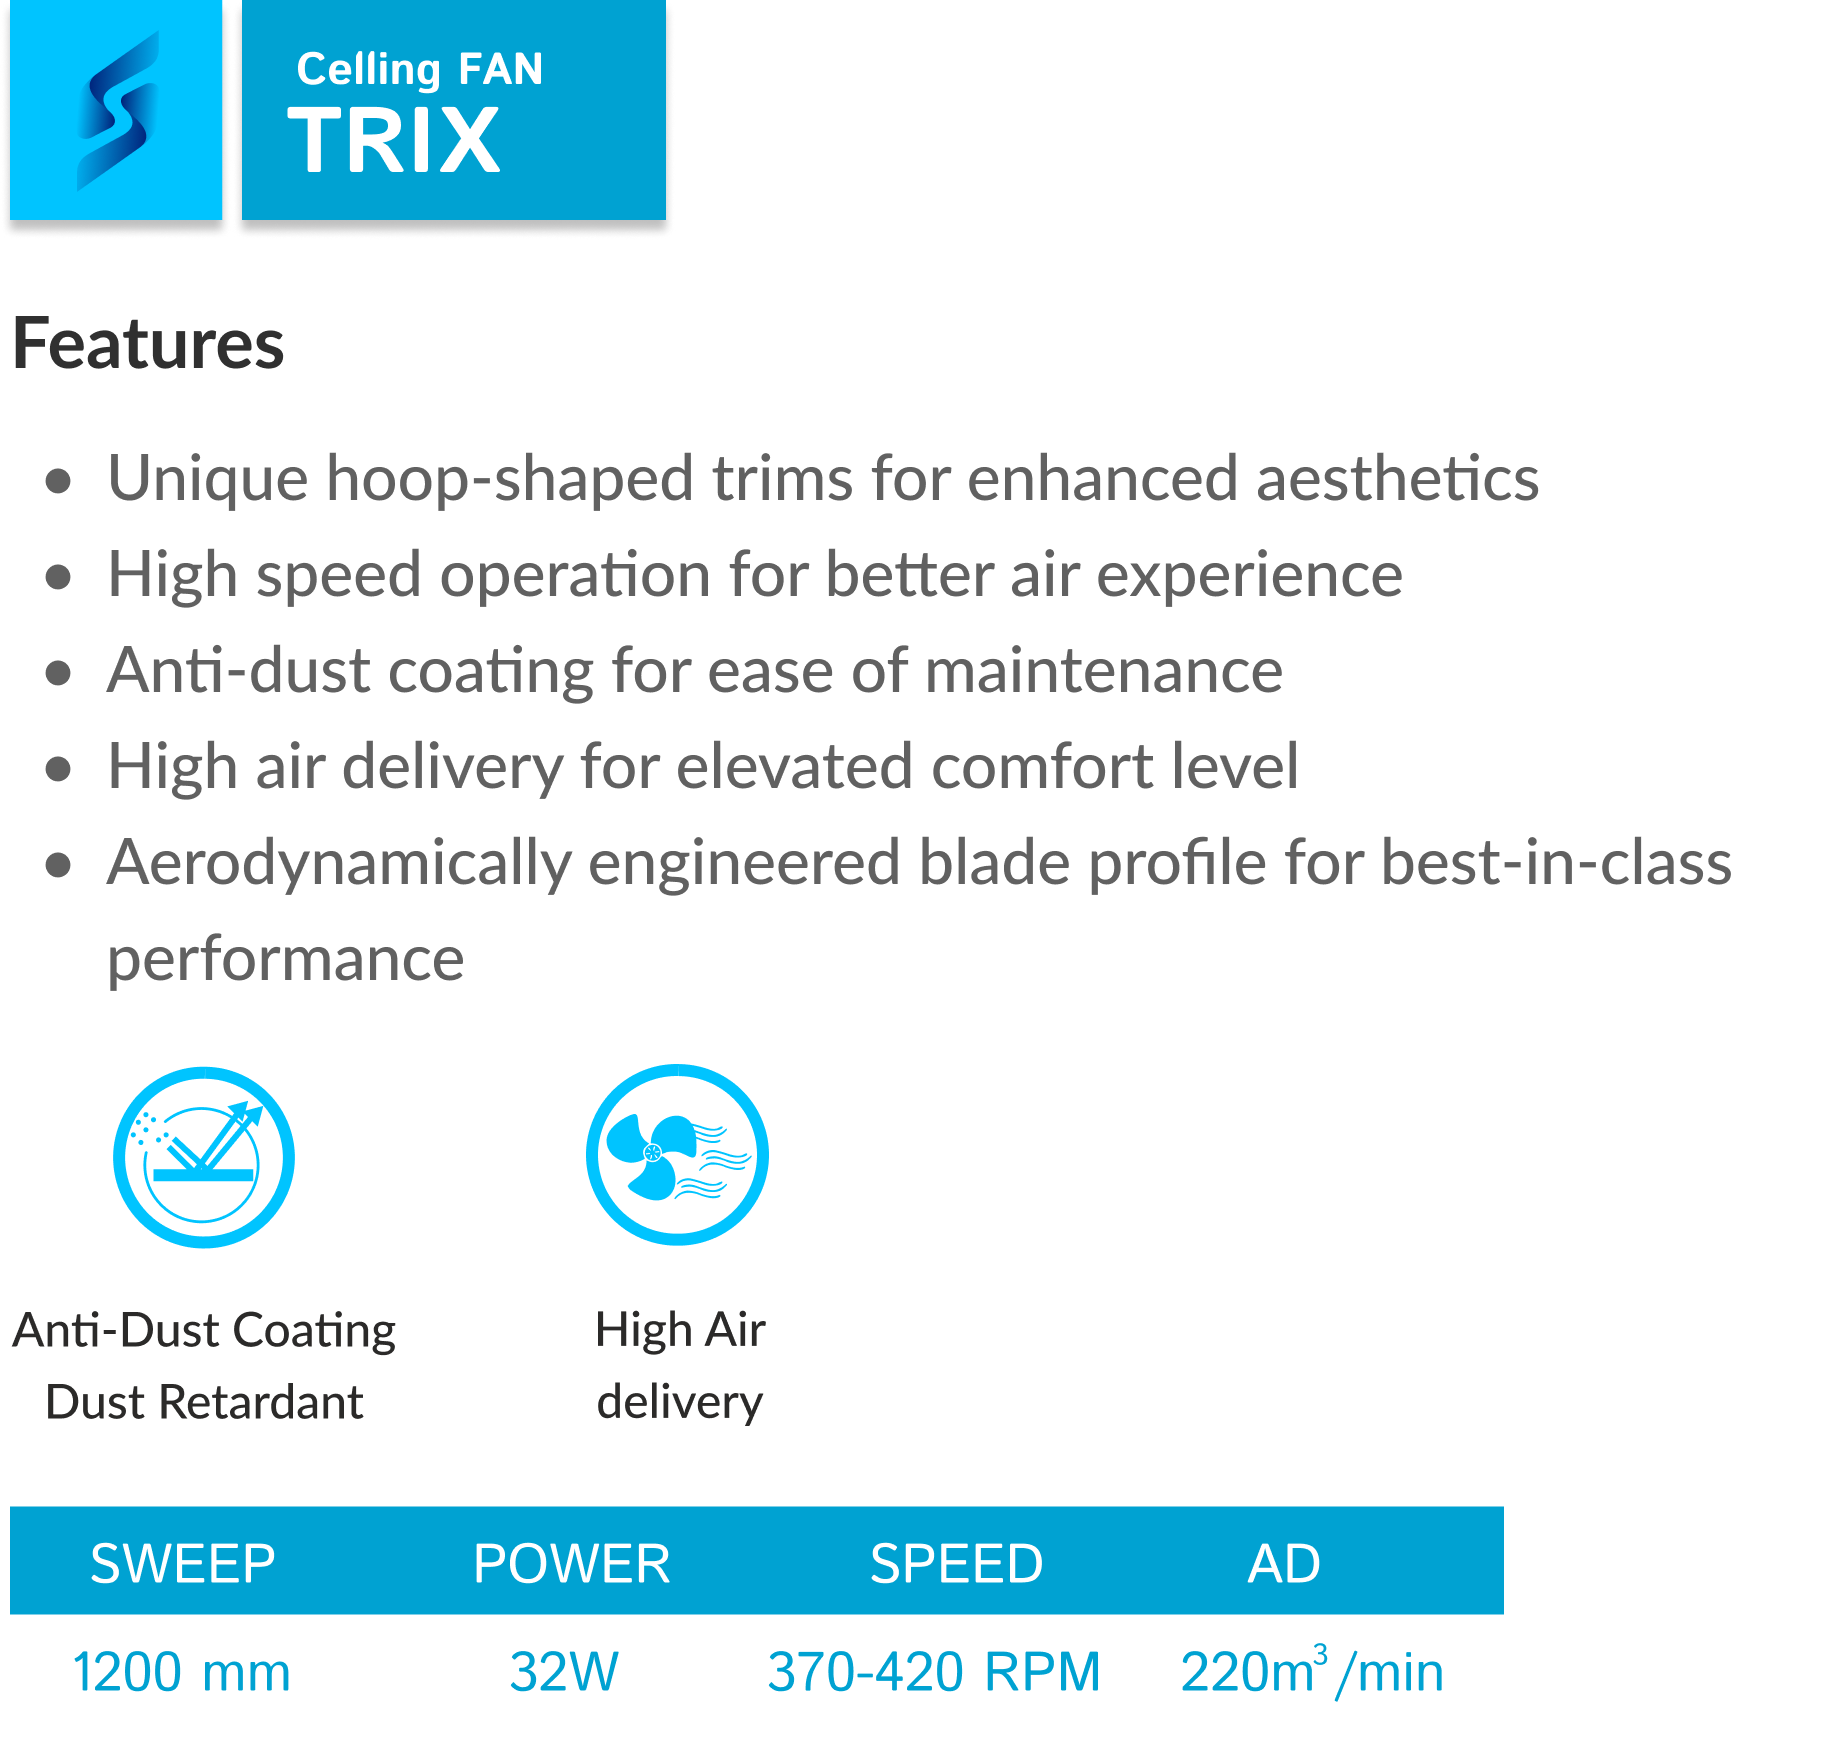 Celling FAN
TRIX
Features
● Unique hoop-shaped trims for enhanced aesthetics
● High speed operation for better air experience
● Anti-dust coating for ease of maintenance
● High air delivery for elevated comfort level
● Aerodynamically engineered blade profile for best-in-class
performance
Anti-Dust Coating
Dust Retardant
High Air
delivery
SWEEP POWER SPEED AD
1200 mm 32W 370-420 RPM 220m³/min